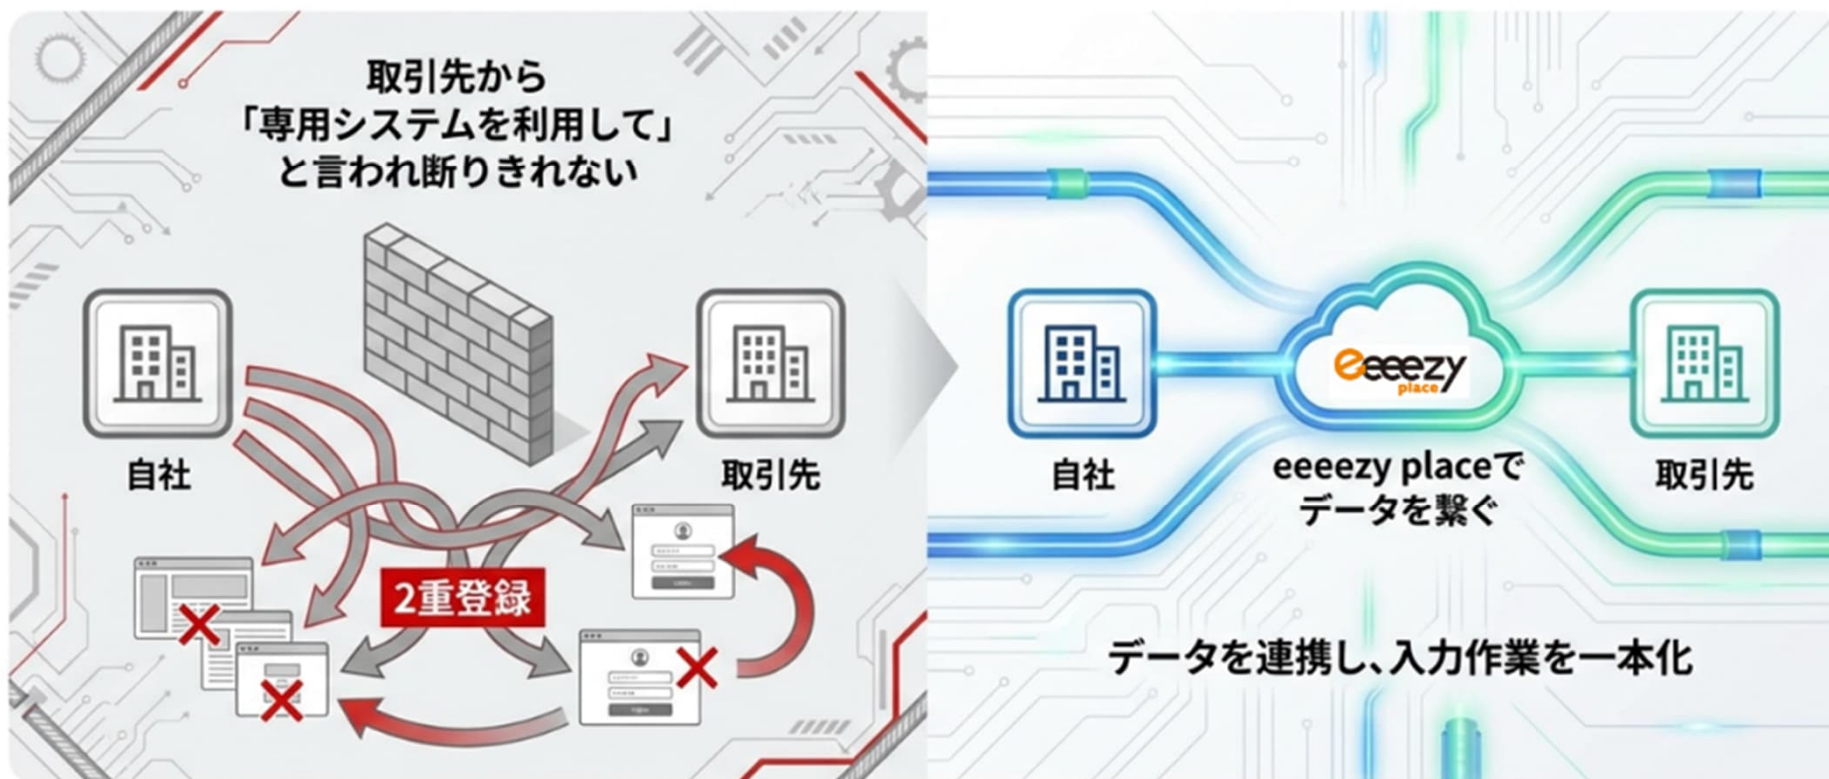 取引先から
「専用システムを利用して」
と言われ断りきれない
自社
取引先
2重登録
eeeezy
place
自社
eeeezy placeで
データを繋ぐ
取引先
データを連携し、入力作業を一本化